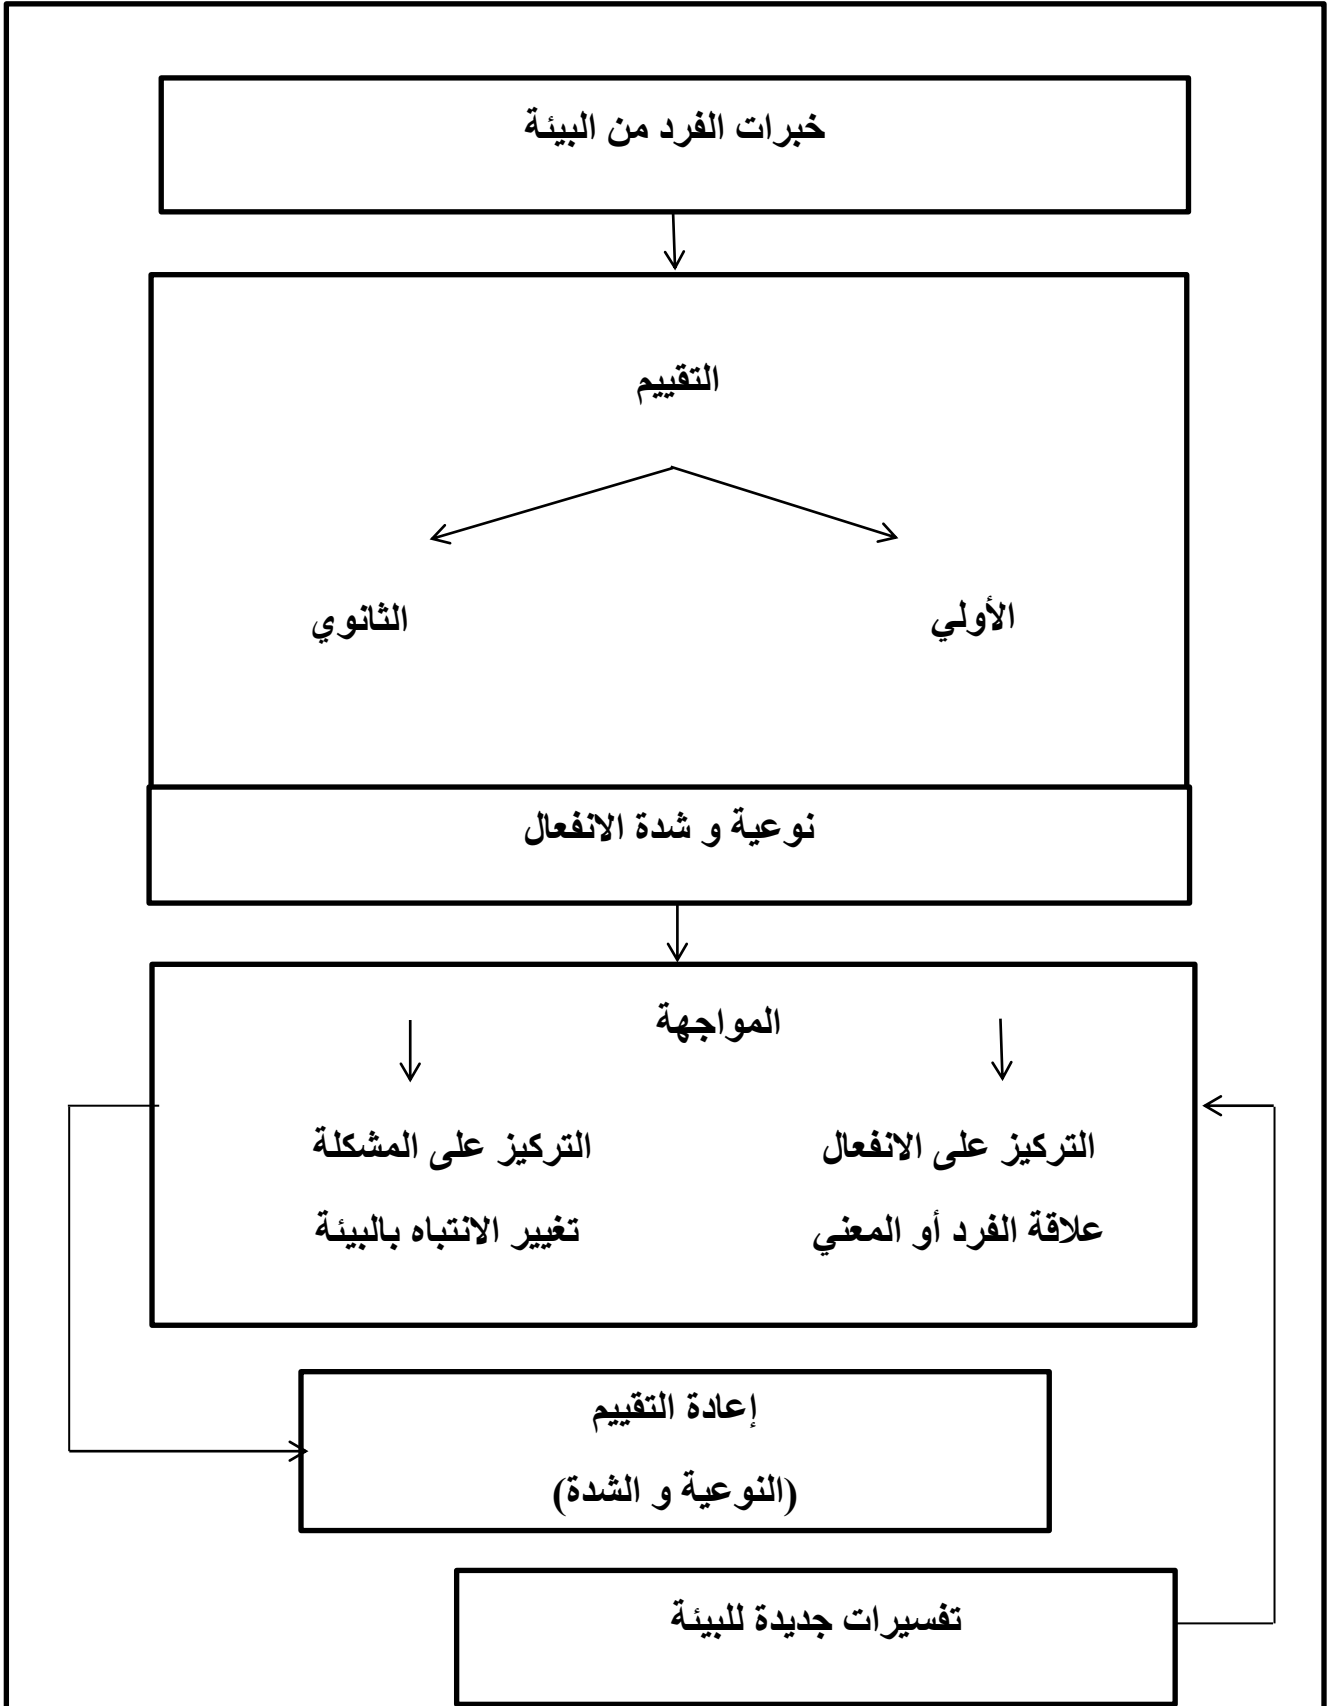 خبرات الفرد من البيئة
التقييم
الأولي
الثانوي
نوعية و شدة الانفعال
المواجهة
التركيز على الانفعال
التركيز على المشكلة
علاقة الفرد أو المعني
تغيير الانتباه بالبيئة
إعادة التقييم
(النوعية و الشدة)
تفسيرات جديدة للبيئة